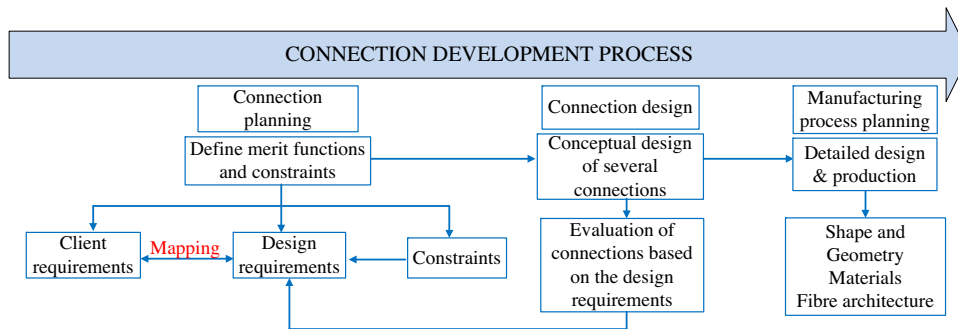 CONNECTION DEVELOPMENT PROCESS
Connection
planning
Connection design
Manufacturing
process planning
Define merit functions
and constraints
Conceptual design
of several
connections
Detailed design
& production
Client
requirements
Mapping
Design
requirements
Constraints
Evaluation of
connections based
on the design
requirements
Shape and
Geometry
Materials
Fibre architecture